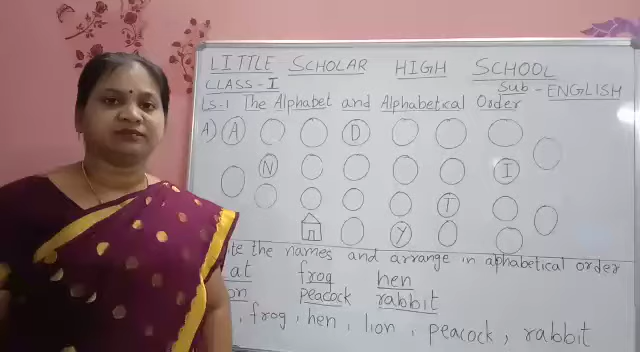 LITTLE SCHOLAR HIGH SCHOOL
CLASS-I
Sub-ENGLISH
LS-1 The Alphabet and Alphabetical Order
A) A D
N I
T
Y
the names and arrange in alphabetical order
frog hen
peacock rabbit
, frog, hen, lion, peacock, rabbit